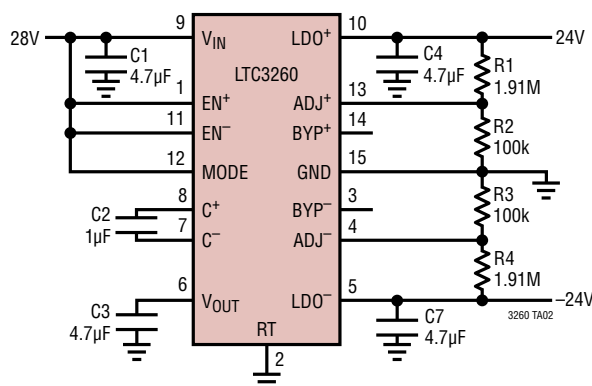 28V
9
VIN
LDO+
10
24V
C1
4.7µF
LTC3260
C4
4.7µF
R1
1.91M
1
EN+
ADJ+
13
11
EN–
BYP+
14
R2
100k
12
MODE
GND
15
8
C+
BYP–
3
R3
100k
C2
1µF
7
C–
ADJ–
4
R4
1.91M
6
VOUT
LDO–
5
–24V
3260 TA02
C3
4.7µF
RT
2
C7
4.7µF